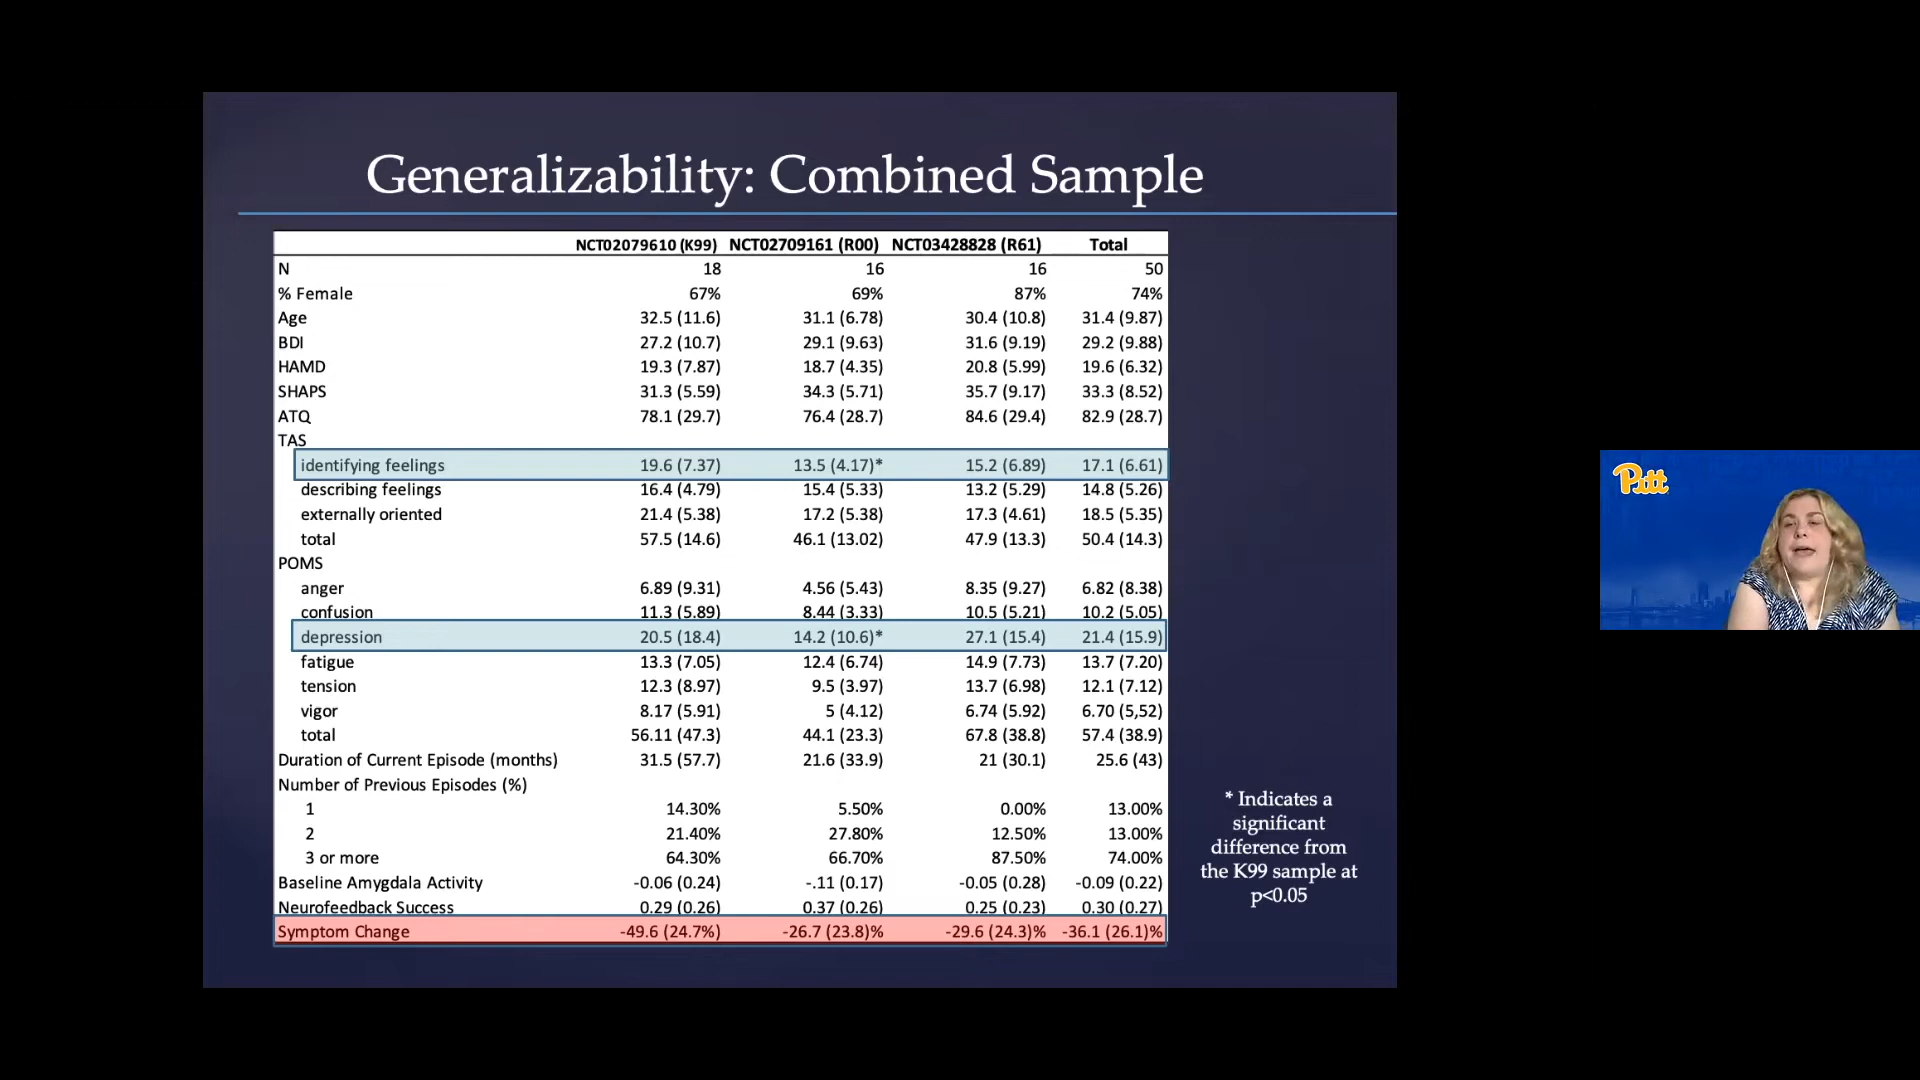 Generalizability: Combined Sample
NCT02079610 (K99) NCT02709161 (R00) NCT03428828 (R61) Total
N 18 16 16 50
% Female 67% 69% 87% 74%
Age 32.5 (11.6) 31.1 (6.78) 30.4 (10.8) 31.4 (9.87)
BDI 27.2 (10.7) 29.1 (9.63) 31.6 (9.19) 29.2 (9.88)
HAMD 19.3 (7.87) 18.7 (4.35) 20.8 (5.99) 19.6 (6.32)
SHAPS 31.3 (5.59) 34.3 (5.71) 35.7 (9.17) 33.3 (8.52)
ATQ 78.1 (29.7) 76.4 (28.7) 84.6 (29.4) 82.9 (28.7)
TAS
identifying feelings 19.6 (7.37) 13.5 (4.17)* 15.2 (6.89) 17.1 (6.61)
describing feelings 16.4 (4.79) 15.4 (5.33) 13.2 (5.29) 14.8 (5.26)
externally oriented 21.4 (5.38) 17.2 (5.38) 17.3 (4.61) 18.5 (5.35)
total 57.5 (14.6) 46.1 (13.02) 47.9 (13.3) 50.4 (14.3)
POMS
anger 6.89 (9.31) 4.56 (5.43) 8.35 (9.27) 6.82 (8.38)
confusion 11.3 (5.89) 8.44 (3.33) 10.5 (5.21) 10.2 (5.05)
depression 20.5 (18.4) 14.2 (10.6)* 27.1 (15.4) 21.4 (15.9)
fatigue 13.3 (7.05) 12.4 (6.74) 14.9 (7.73) 13.7 (7.20)
tension 12.3 (8.97) 9.5 (3.97) 13.7 (6.98) 12.1 (7.12)
vigor 8.17 (5.91) 5 (4.12) 6.74 (5.92) 6.70 (5,52)
total 56.11 (47.3) 44.1 (23.3) 67.8 (38.8) 57.4 (38.9)
Duration of Current Episode (months) 31.5 (57.7) 21.6 (33.9) 21 (30.1) 25.6 (43)
Number of Previous Episodes (%)
1 14.30% 5.50% 0.00% 13.00%
2 21.40% 27.80% 12.50% 13.00%
3 or more 64.30% 66.70% 87.50% 74.00%
Baseline Amygdala Activity -0.06 (0.24) -.11 (0.17) -0.05 (0.28) -0.09 (0.22)
Neurofeedback Success 0.29 (0.26) 0.37 (0.26) 0.25 (0.23) 0.30 (0.27)
Symptom Change -49.6 (24.7%) -26.7 (23.8)% -29.6 (24.3)% -36.1 (26.1)%
* Indicates a
significant
difference from
the K99 sample at
p<0.05
Pitt